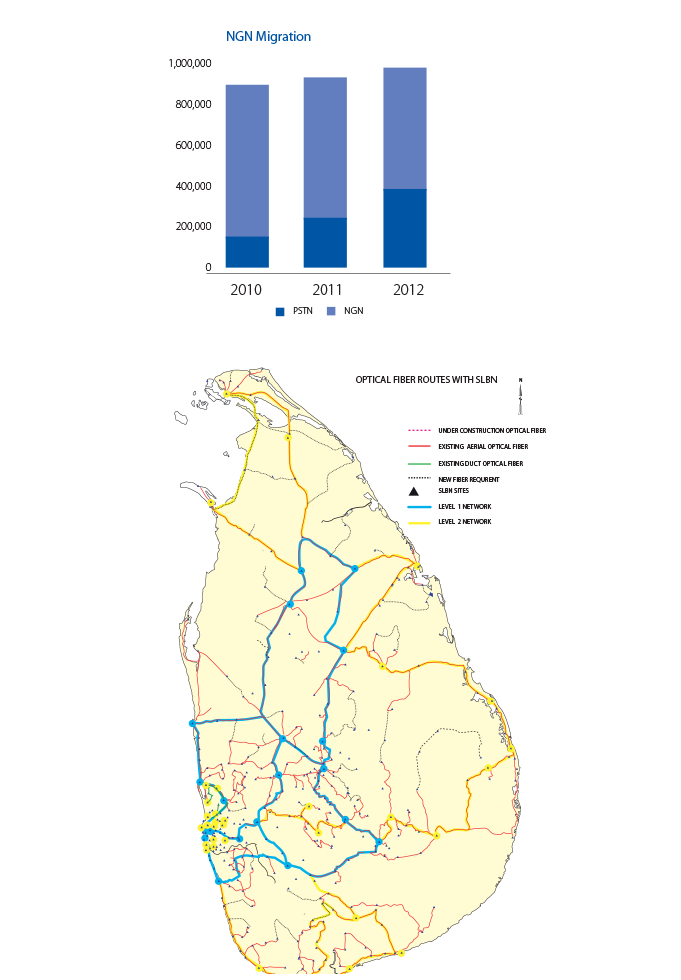 NGN Migration
1,000,000
800,000
600,000
400,000
200,000
0
2010 2011 2012
PSTN NGN
OPTICAL FIBER ROUTES WITH SLBN
N
UNDER CONSTRUCTION OPTICAL FIBER
EXISTING AERIAL OPTICAL FIBER
EXISTING DUCT OPTICAL FIBER
NEW FIBER REQURENT
SLBN SITES
LEVEL 1 NETWORK
LEVEL 2 NETWORK